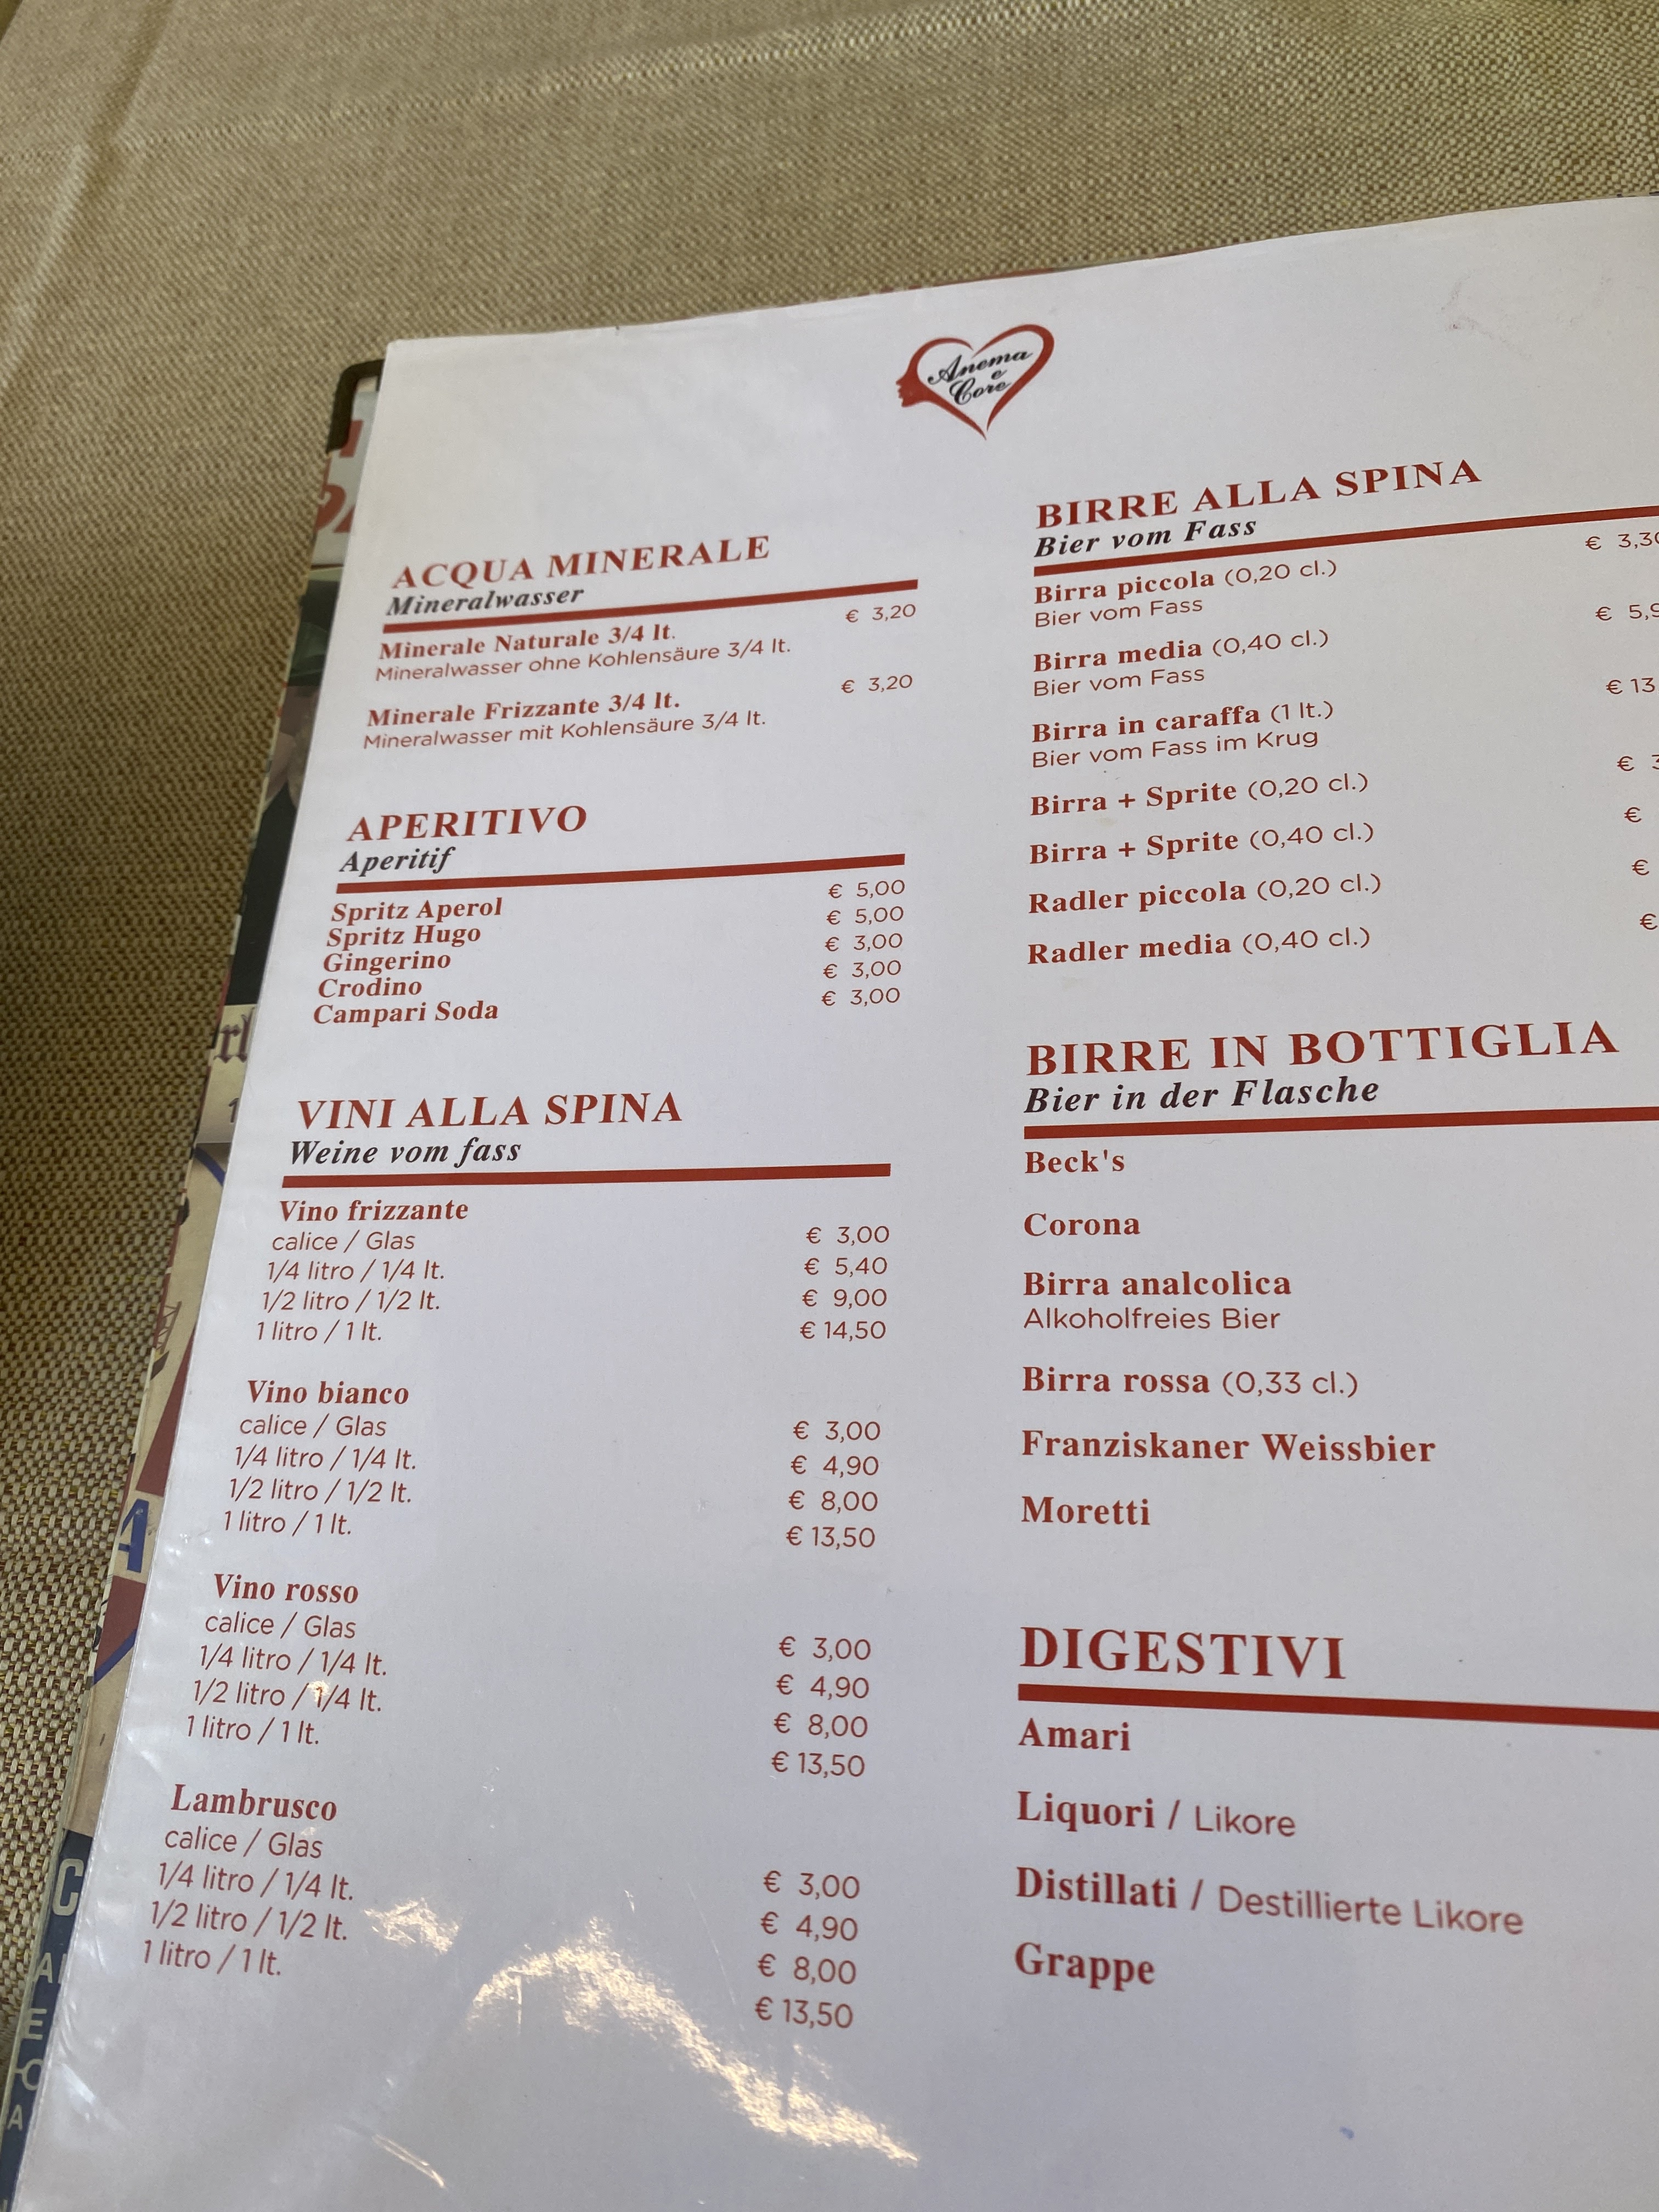 Anema
e
Core
ACQUA MINERALE
Mineralwasser
Minerale Naturale 3/4 lt. € 3,20
Mineralwasser ohne Kohlensäure 3/4 lt.
Minerale Frizzante 3/4 lt. € 3,20
Mineralwasser mit Kohlensäure 3/4 lt.
APERITIVO
Aperitif
Spritz Aperol € 5,00
Spritz Hugo € 5,00
Gingerino € 3,00
Crodino € 3,00
Campari Soda € 3,00
VINI ALLA SPINA
Weine vom fass
Vino frizzante
calice / Glas € 3,00
1/4 litro / 1/4 lt. € 5,40
1/2 litro / 1/2 lt. € 9,00
1 litro / 1 lt. € 14,50
Vino bianco
calice / Glas € 3,00
1/4 litro / 1/4 lt. € 4,90
1/2 litro / 1/2 lt. € 8,00
1 litro / 1 lt. € 13,50
Vino rosso
calice / Glas € 3,00
1/4 litro / 1/4 lt. € 4,90
1/2 litro / 1/4 lt. € 8,00
1 litro / 1 lt. € 13,50
Lambrusco
calice / Glas € 3,00
1/4 litro / 1/4 lt. € 4,90
1/2 litro / 1/2 lt. € 8,00
1 litro / 1 lt. € 13,50
BIRRE ALLA SPINA
Bier vom Fass
Birra piccola (0,20 cl.) € 3,3
Bier vom Fass
Birra media (0,40 cl.) € 5,9
Bier vom Fass
Birra in caraffa (1 lt.) € 13
Bier vom Fass im Krug
Birra + Sprite (0,20 cl.) € 3
Birra + Sprite (0,40 cl.) €
Radler piccola (0,20 cl.) €
Radler media (0,40 cl.) €
BIRRE IN BOTTIGLIA
Bier in der Flasche
Beck's
Corona
Birra analcolica
Alkoholfreies Bier
Birra rossa (0,33 cl.)
Franziskaner Weissbier
Moretti
DIGESTIVI
Amari
Liquori / Likore
Distillati / Destillierte Likore
Grappe